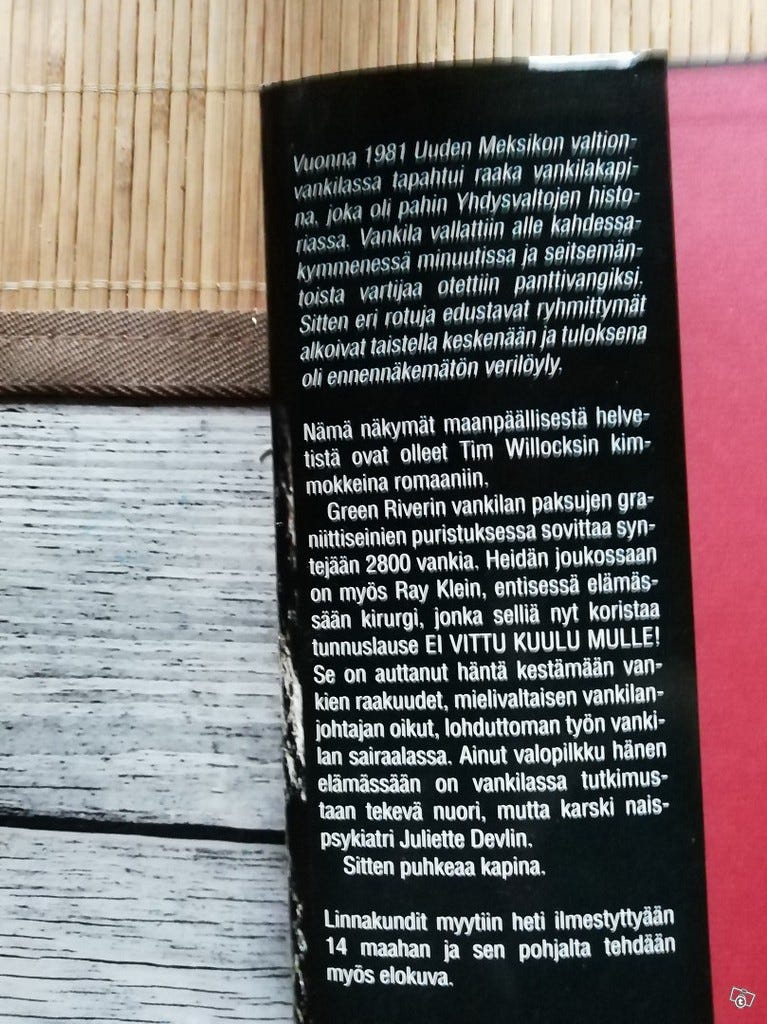 Vuonna 1981 Uuden Meksikon valtion-
vankilassa tapahtui raaka vankilakapi-
na, joka oli pahin Yhdysvaltojen histo-
riassa. Vankila vallattiin alle kahdessa-
kymmenessä minuutissa ja seitsemän-
toista vartijaa otettiin panttivangiksi.
Sitten eri rotuja edustavat ryhmittymät
alkoivat taistella keskenään ja tuloksena
oli ennennäkemätön verilöyly.
Nämä näkymät maanpäällisestä helve-
tistä ovat olleet Tim Willocksin kim-
mokkeina romaaniin.
Green Riverin vankilan paksujen gra-
niittiseinien puristuksessa sovittaa syn-
tejään 2800 vankia. Heidän joukossaan
on myös Ray Klein, entisessä elämäs-
sään kirurgi, jonka selliä nyt koristaa
tunnuslause EI VITTU KUULU MULLE!
Se on auttanut häntä kestämään van-
kien raakuudet, mielivaltaisen vankilan-
johtajan oikut, lohduttoman työn vanki-
lan sairaalassa. Ainut valopilkku hänen
elämässään on vankilassa tutkimus-
taan tekevä nuori, mutta karski nais-
psykiatri Juliette Devlin.
Sitten puhkeaa kapina.
Linnakundit myytiin heti ilmestyttyään
14 maahan ja sen pohjalta tehdään
myös elokuva.